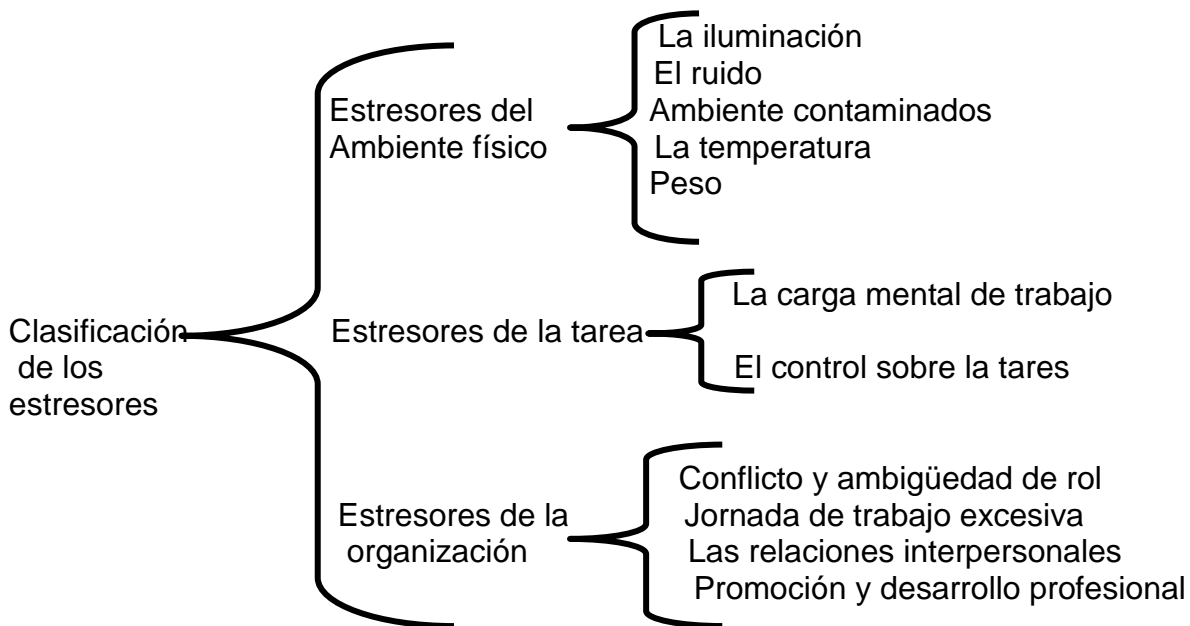 Clasificación
de los
estresores
Estresores del
Ambiente físico
La iluminación
El ruido
Ambiente contaminados
La temperatura
Peso
Estresores de la tarea
La carga mental de trabajo
El control sobre la tares
Estresores de la
organización
Conflicto y ambigüedad de rol
Jornada de trabajo excesiva
Las relaciones interpersonales
Promoción y desarrollo profesional